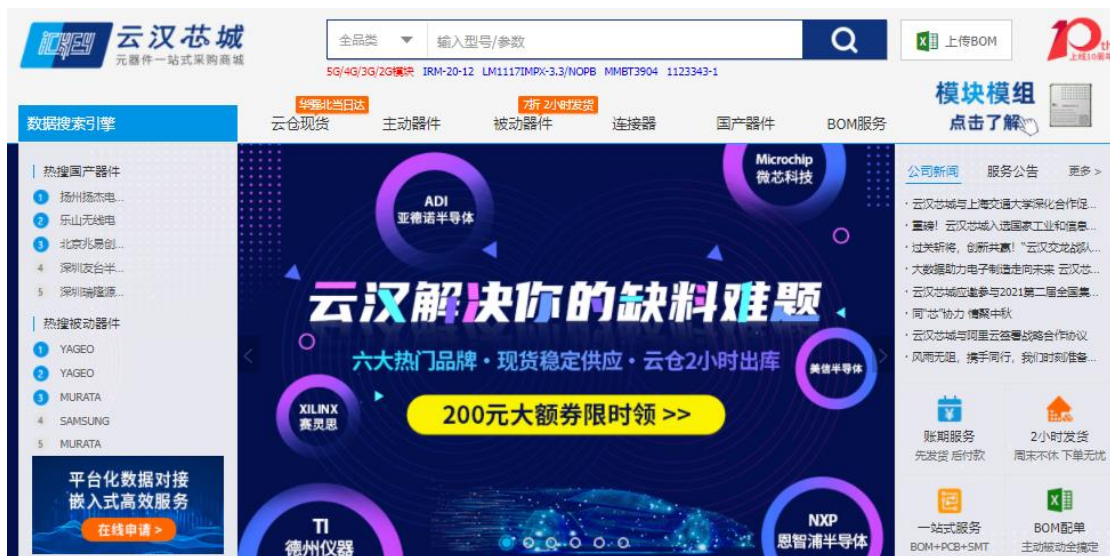 ICKEY 云汉芯城
元器件一站式采购商城
全品类 输入型号/参数
上传BOM
10th
上线10周年
5G/4G/3G/2G模块 IRM-20-12 LM1117IMPX-3.3/NOPB MMBT3904 1123343-1
模块模组
点击了解
华强北当日达 7折 2小时发货
数据搜索引擎 云仓现货 主动器件 被动器件 连接器 国产器件 BOM服务
热搜国产器件
1 扬州扬杰电...
2 乐山无线电
3 北京兆易创...
4 深圳友台半...
5 深圳瑞隆源...
热搜被动器件
1 YAGEO
2 YAGEO
3 MURATA
4 SAMSUNG
5 MURATA
平台化数据对接
嵌入式高效服务
在线申请 >
Microchip
微芯科技
ADI
亚德诺半导体
云汉解决你的缺料难题
六大热门品牌·现货稳定供应·云仓2小时出库
美信半导体
XILINX
赛灵思
200元大额券限时领 >>
TI
德州仪器
NXP
恩智浦半导体
公司新闻 服务公告 更多 >
·云汉芯城与上海交通大学深化合作促...
·重磅！云汉芯城入选国家工业和信息...
·过关斩将，创新共赢！“云汉交龙战队...
·大数据助力电子制造走向未来 云汉芯...
·云汉芯城应邀参与2021第二届全国集...
·同“芯”协力 情聚中秋
·云汉芯城与阿里云签署战略合作协议
·风雨无阻，携手同行，我们时刻准备...
账期服务
先发货 后付款
2小时发货
周末不休 下单无忧
一站式服务
BOM+PCB+SMT
BOM配单
主动被动全搞定